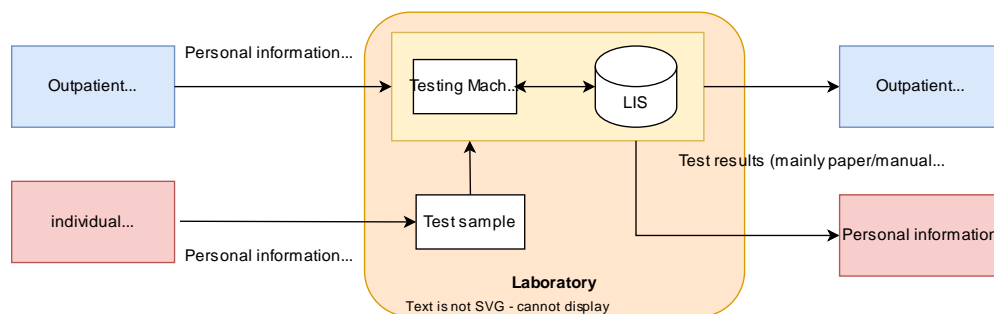 Personal information...
Outpatient...
Testing Mach...
LIS
Outpatient...
Test results (mainly paper/manual...
individual...
Test sample
Personal information
Personal information...
Laboratory
Text is not SVG - cannot display